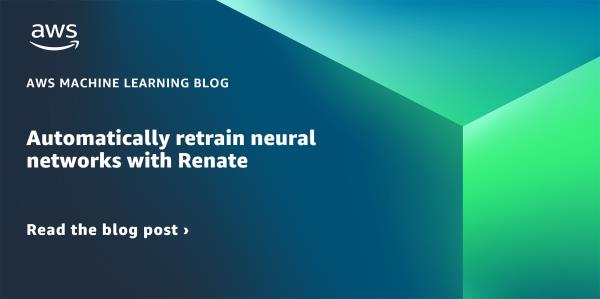 aws
AWS MACHINE LEARNING BLOG
Automatically retrain neural
networks with Renate
Read the blog post ›